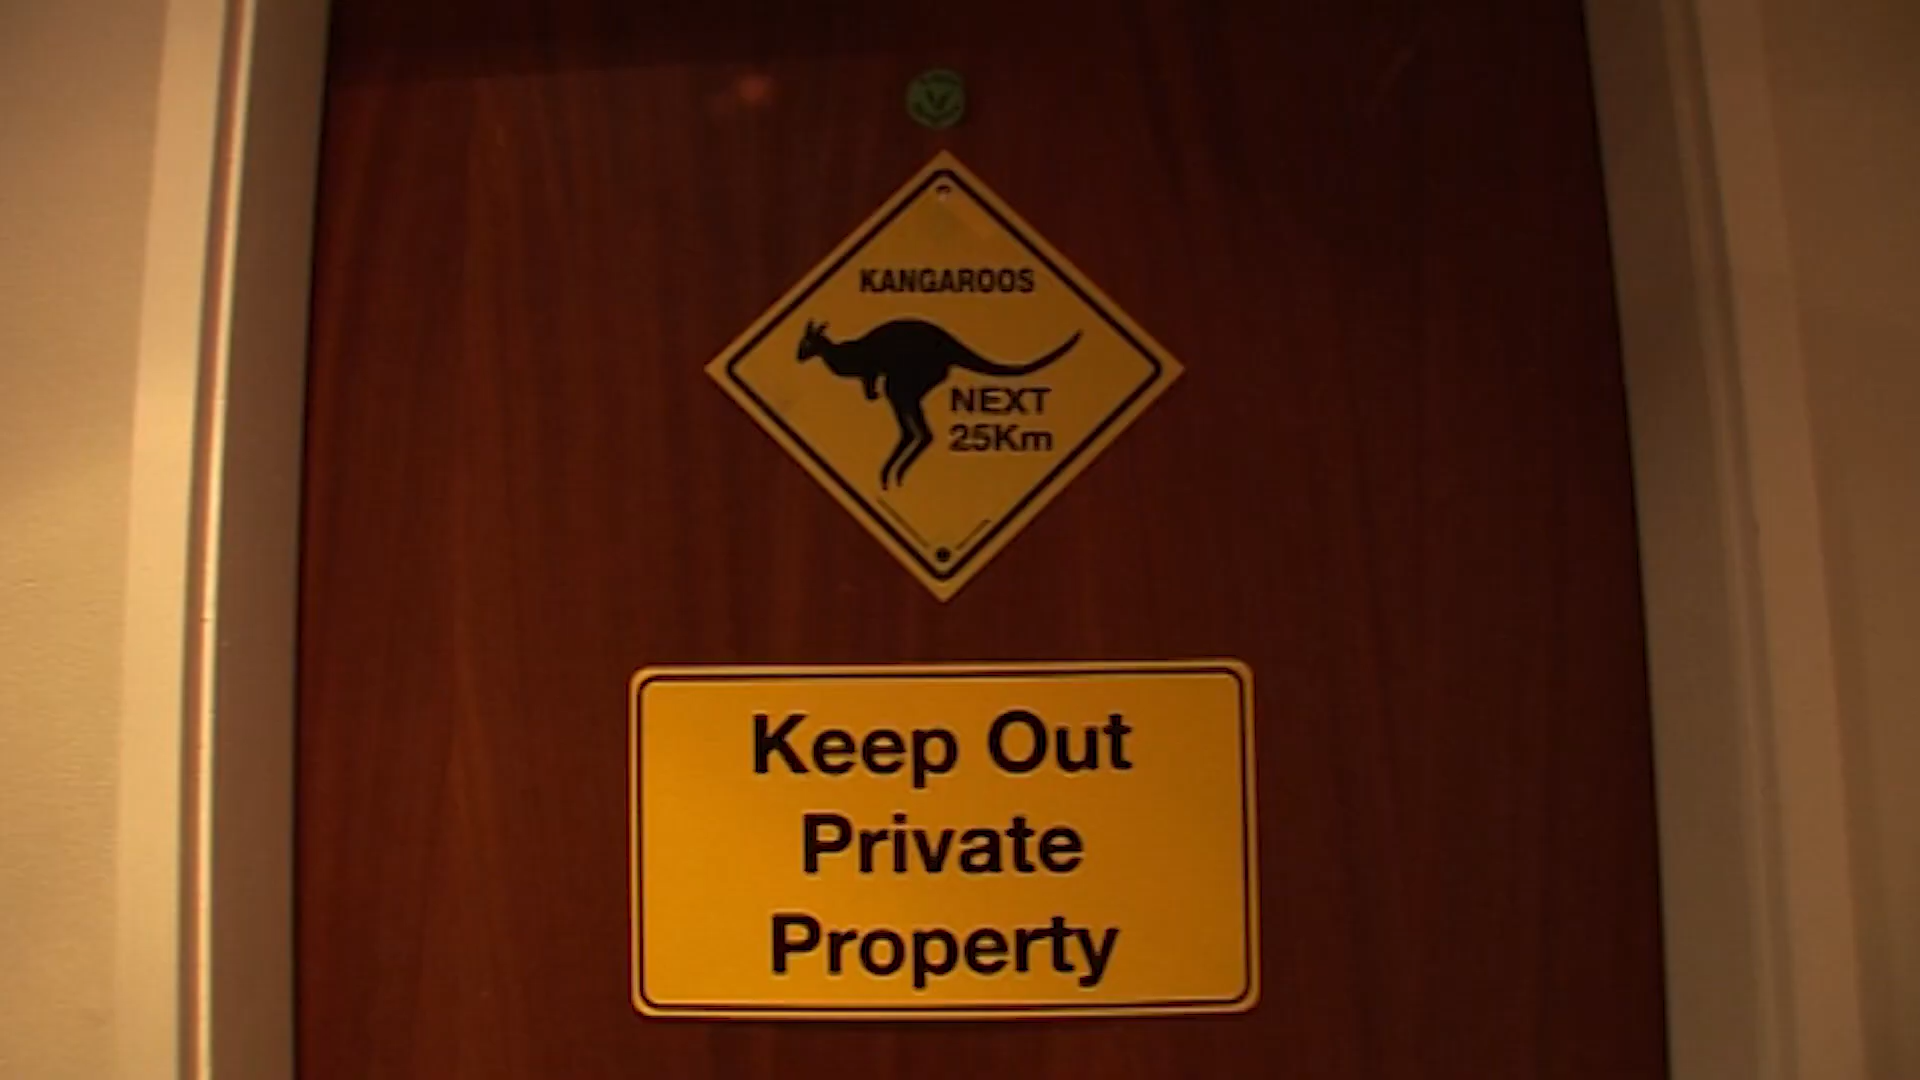 KANGAROOS
NEXT
25Km
Keep Out
Private
Property